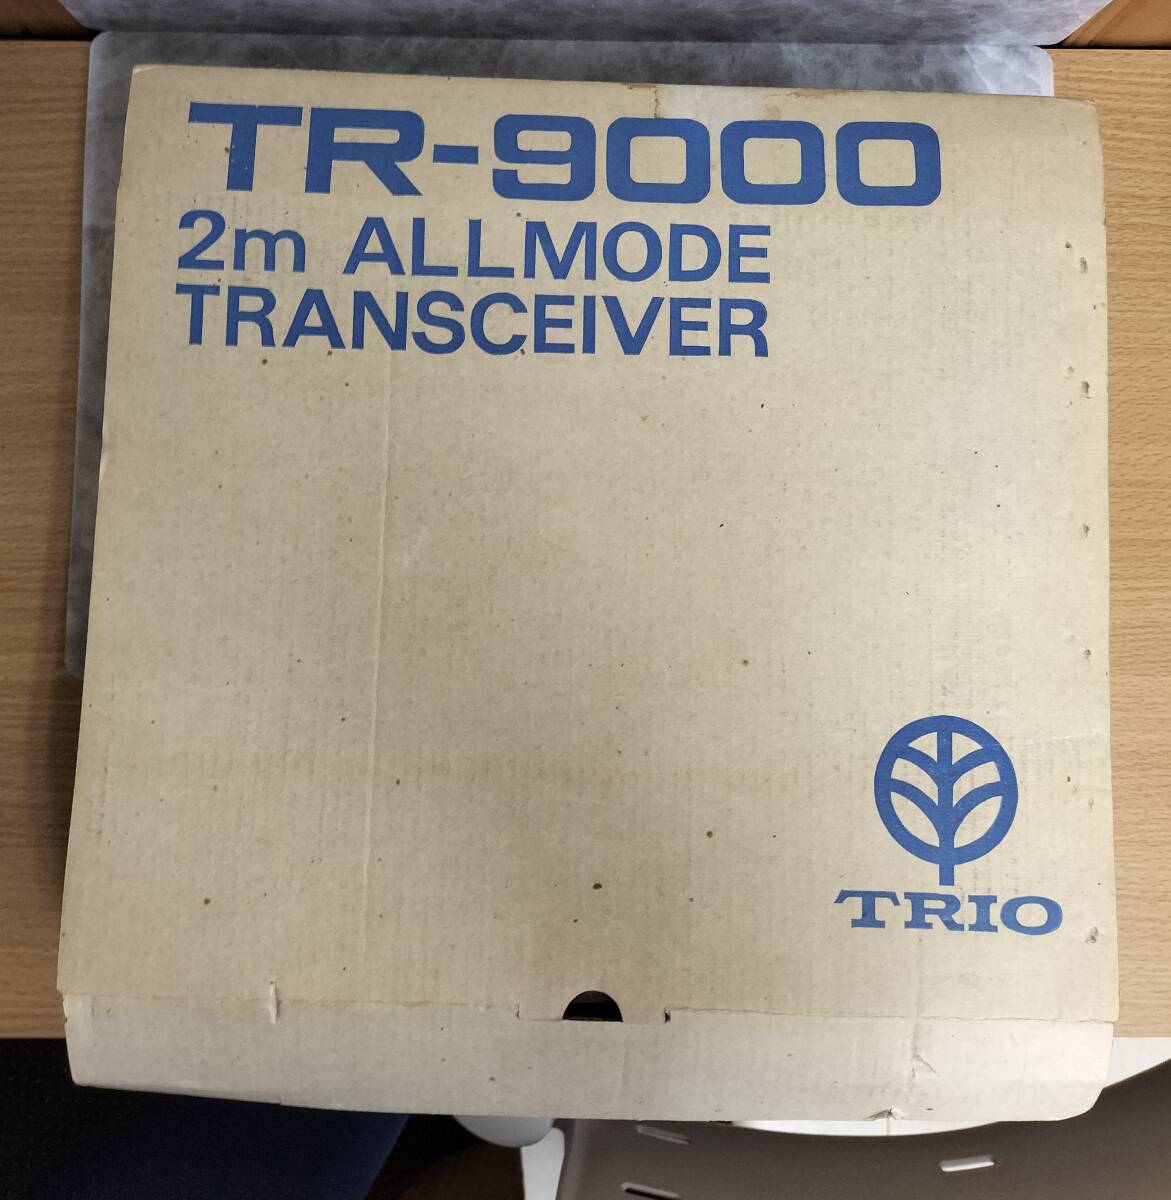 TR-9000
2m ALLMODE
TRANSCEIVER
TRIO